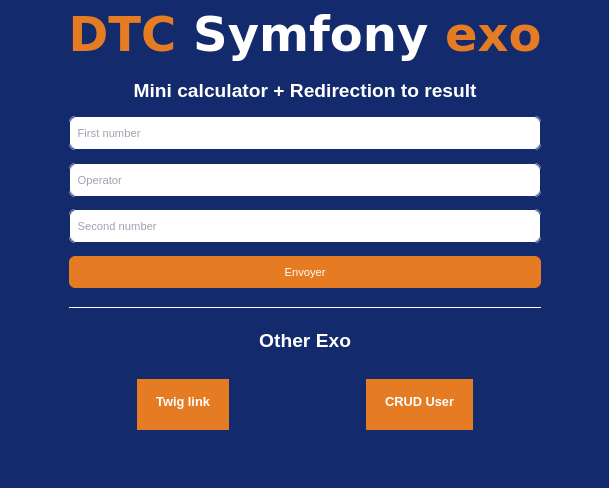 DTC Symfony exo
Mini calculator + Redirection to result
First number
Operator
Second number
Envoyer
Other Exo
Twig link
CRUD User